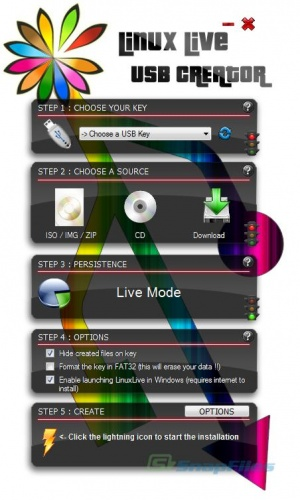 Linux Live
USB Creator
STEP 1 : CHOOSE YOUR KEY
?
-> Choose a USB Key
STEP 2 : CHOOSE A SOURCE
?
ISO / IMG / ZIP
CD
Download
STEP 3 : PERSISTENCE
?
Live Mode
STEP 4 : OPTIONS
?
Hide created files on key
Format the key in FAT32 (this will erase your data !!)
Enable launching LinuxLive in Windows (requires internet to
install)
STEP 5 : CREATE
OPTIONS
?
<- Click the lightning icon to start the installation
SnapFiles